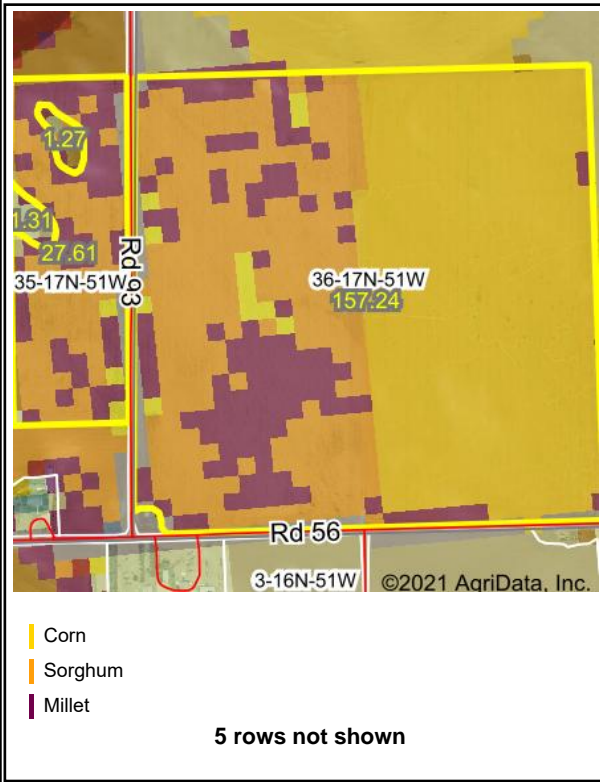 1.27
1.31
27.61
35-17N-51W
Rd 93
36-17N-51W
157.24
Rd 56
3-16N-51W
©2021 AgriData, Inc.
Corn
Sorghum
Millet
5 rows not shown